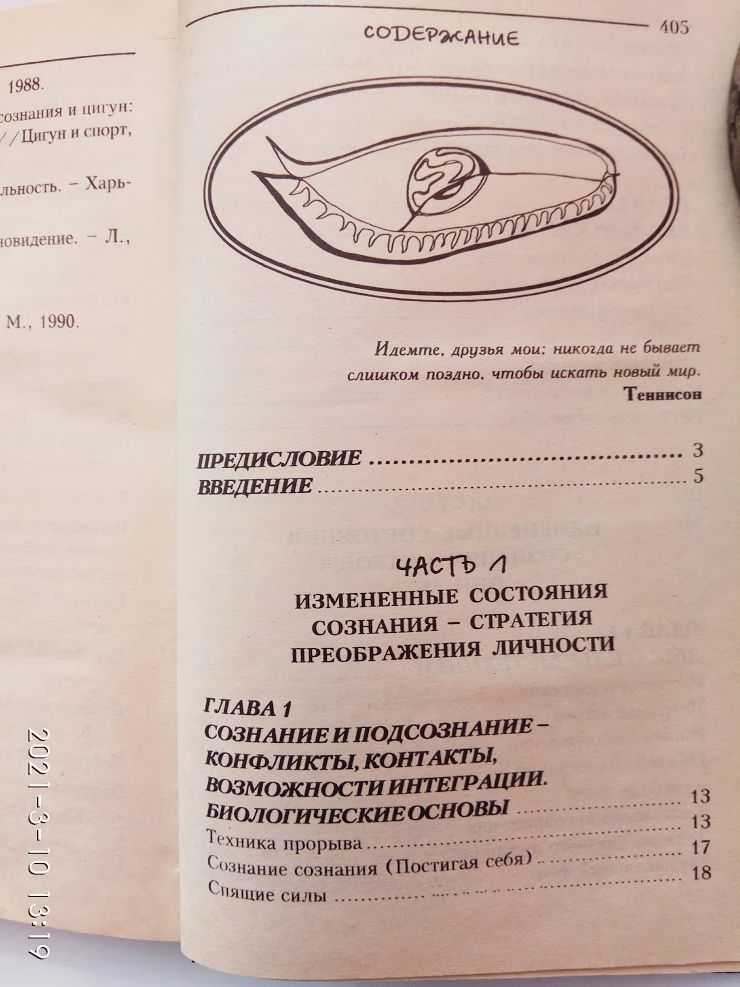 1988.
сознания и цигун:
//Цигун и спорт,
льность. – Харь-
новидение. – Л.,
М., 1990.
СОДЕРЖАНИЕ
405
Идемте, друзья мои; никогда не бывает
слишком поздно, чтобы искать новый мир.
Теннисон
ПРЕДИСЛОВИЕ ........................................ 3
ВВЕДЕНИЕ ........................................ 5
ЧАСТЬ 1
ИЗМЕНЕННЫЕ СОСТОЯНИЯ
СОЗНАНИЯ – СТРАТЕГИЯ
ПРЕОБРАЖЕНИЯ ЛИЧНОСТИ
ГЛАВА 1
СОЗНАНИЕ И ПОДСОЗНАНИЕ –
КОНФЛИКТЫ, КОНТАКТЫ,
ВОЗМОЖНОСТИ ИНТЕГРАЦИИ.
БИОЛОГИЧЕСКИЕ ОСНОВЫ ........................ 13
Техника прорыва ........................................ 13
Сознание сознания (Постигая себя) .................. 17
Спящие силы ........................................ 18
2021-3-10 13:19